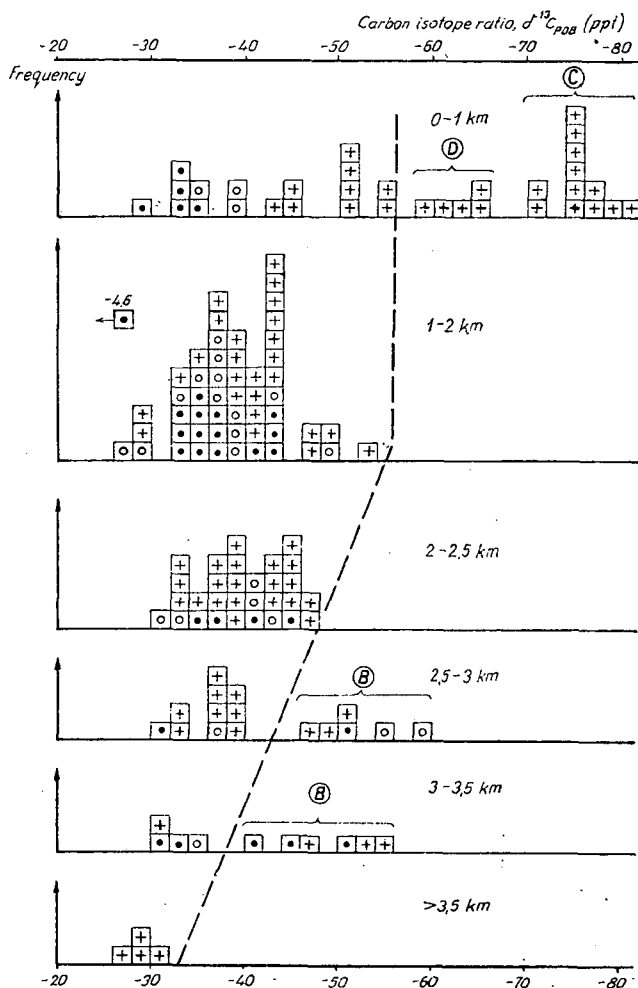 Carbon isotope ratio, d¹³C_PDB (ppt)
-20 -30 -40 -50 -60 -70 -80
Frequency
C
0-1 km
D
-4,6
1-2 km
2-2,5 km
2,5-3 km
B
3-3,5 km
B
>3,5 km
-20 -30 -40 -50 -60 -70 -80